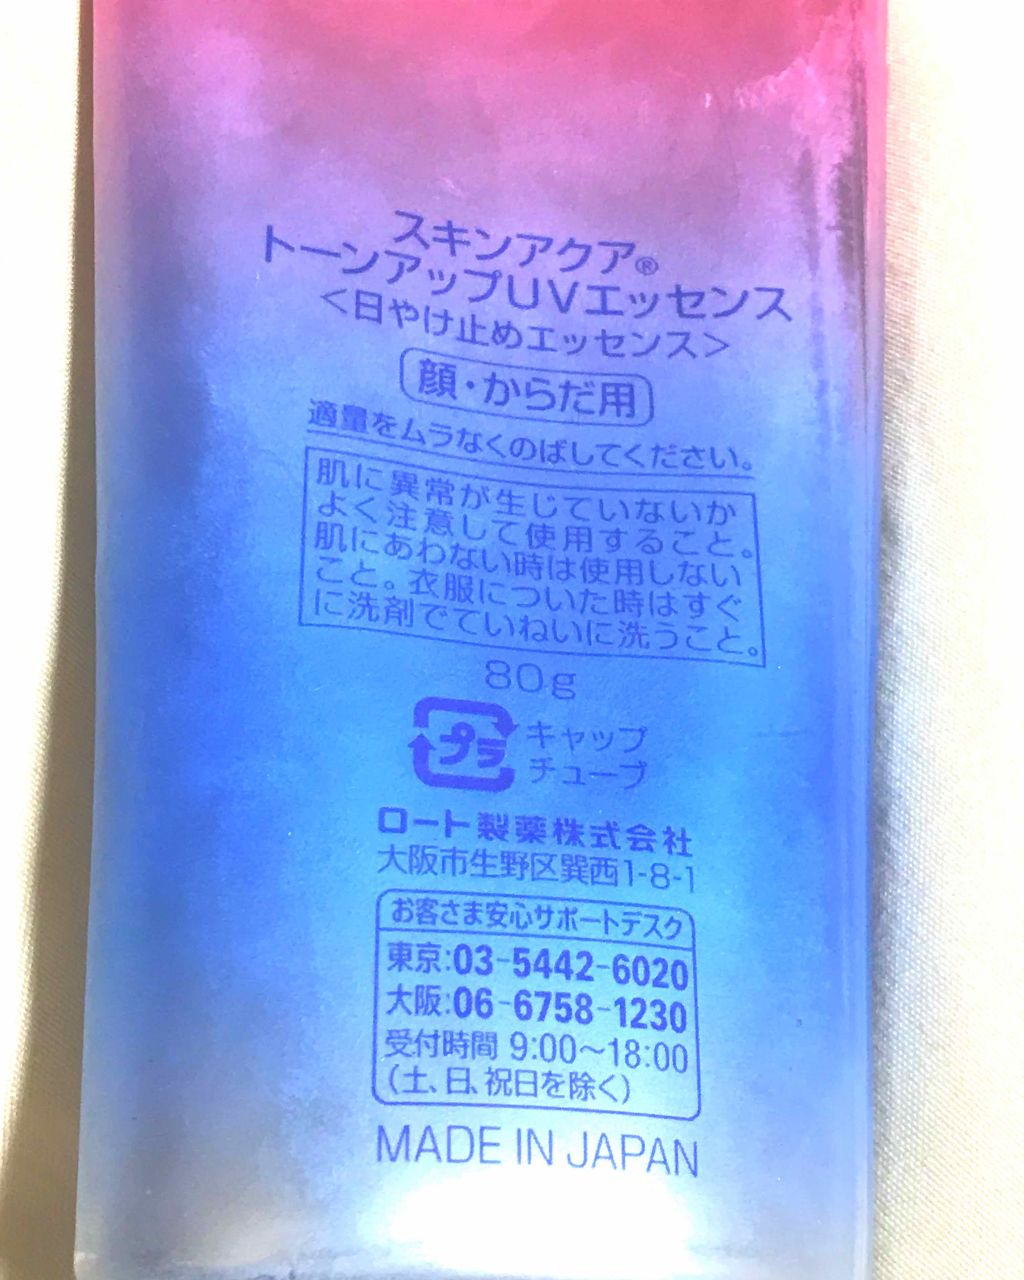 スキンアクア®
トーンアップUVエッセンス
<日やけ止めエッセンス>
顔・からだ用
適量をムラなくのばしてください。
肌に異常が生じていないか
よく注意して使用すること。
肌にあわない時は使用しない
こと。衣服についた時はすぐ
に洗剤でていねいに洗うこと。
80g
プラ キャップ
チューブ
ロート製薬株式会社
大阪市生野区巽西1-8-1
お客さま安心サポートデスク
東京:03-5442-6020
大阪:06-6758-1230
受付時間 9:00〜18:00
(土、日、祝日を除く)
MADE IN JAPAN